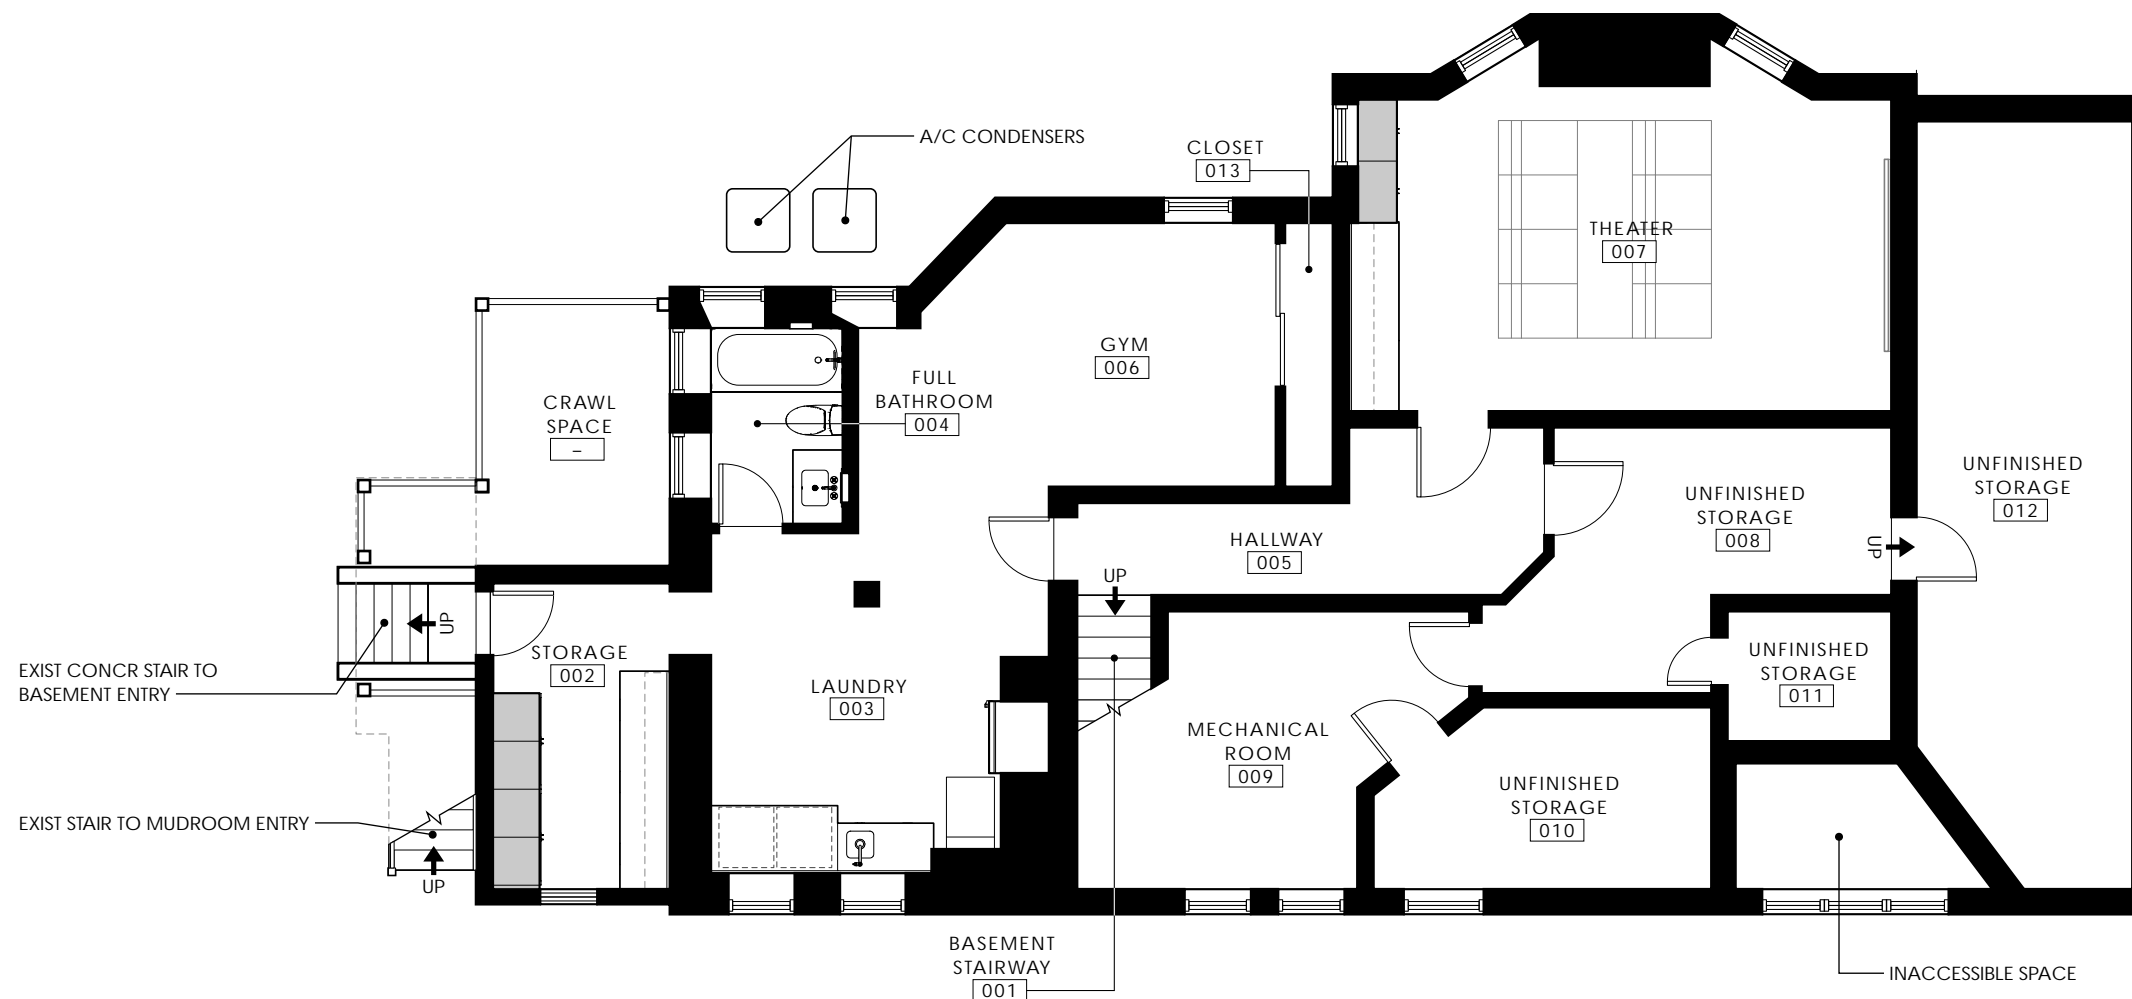 A/C CONDENSERS
CLOSET
013
THEATER
007
GYM
006
FULL
BATHROOM
004
CRAWL
SPACE
–
UNFINISHED
STORAGE
012
UNFINISHED
STORAGE
008
UP
HALLWAY
005
UP
UP
STORAGE
002
EXIST CONCR STAIR TO
BASEMENT ENTRY
LAUNDRY
003
UNFINISHED
STORAGE
011
MECHANICAL
ROOM
009
UNFINISHED
STORAGE
010
EXIST STAIR TO MUDROOM ENTRY
UP
BASEMENT
STAIRWAY
001
INACCESSIBLE SPACE